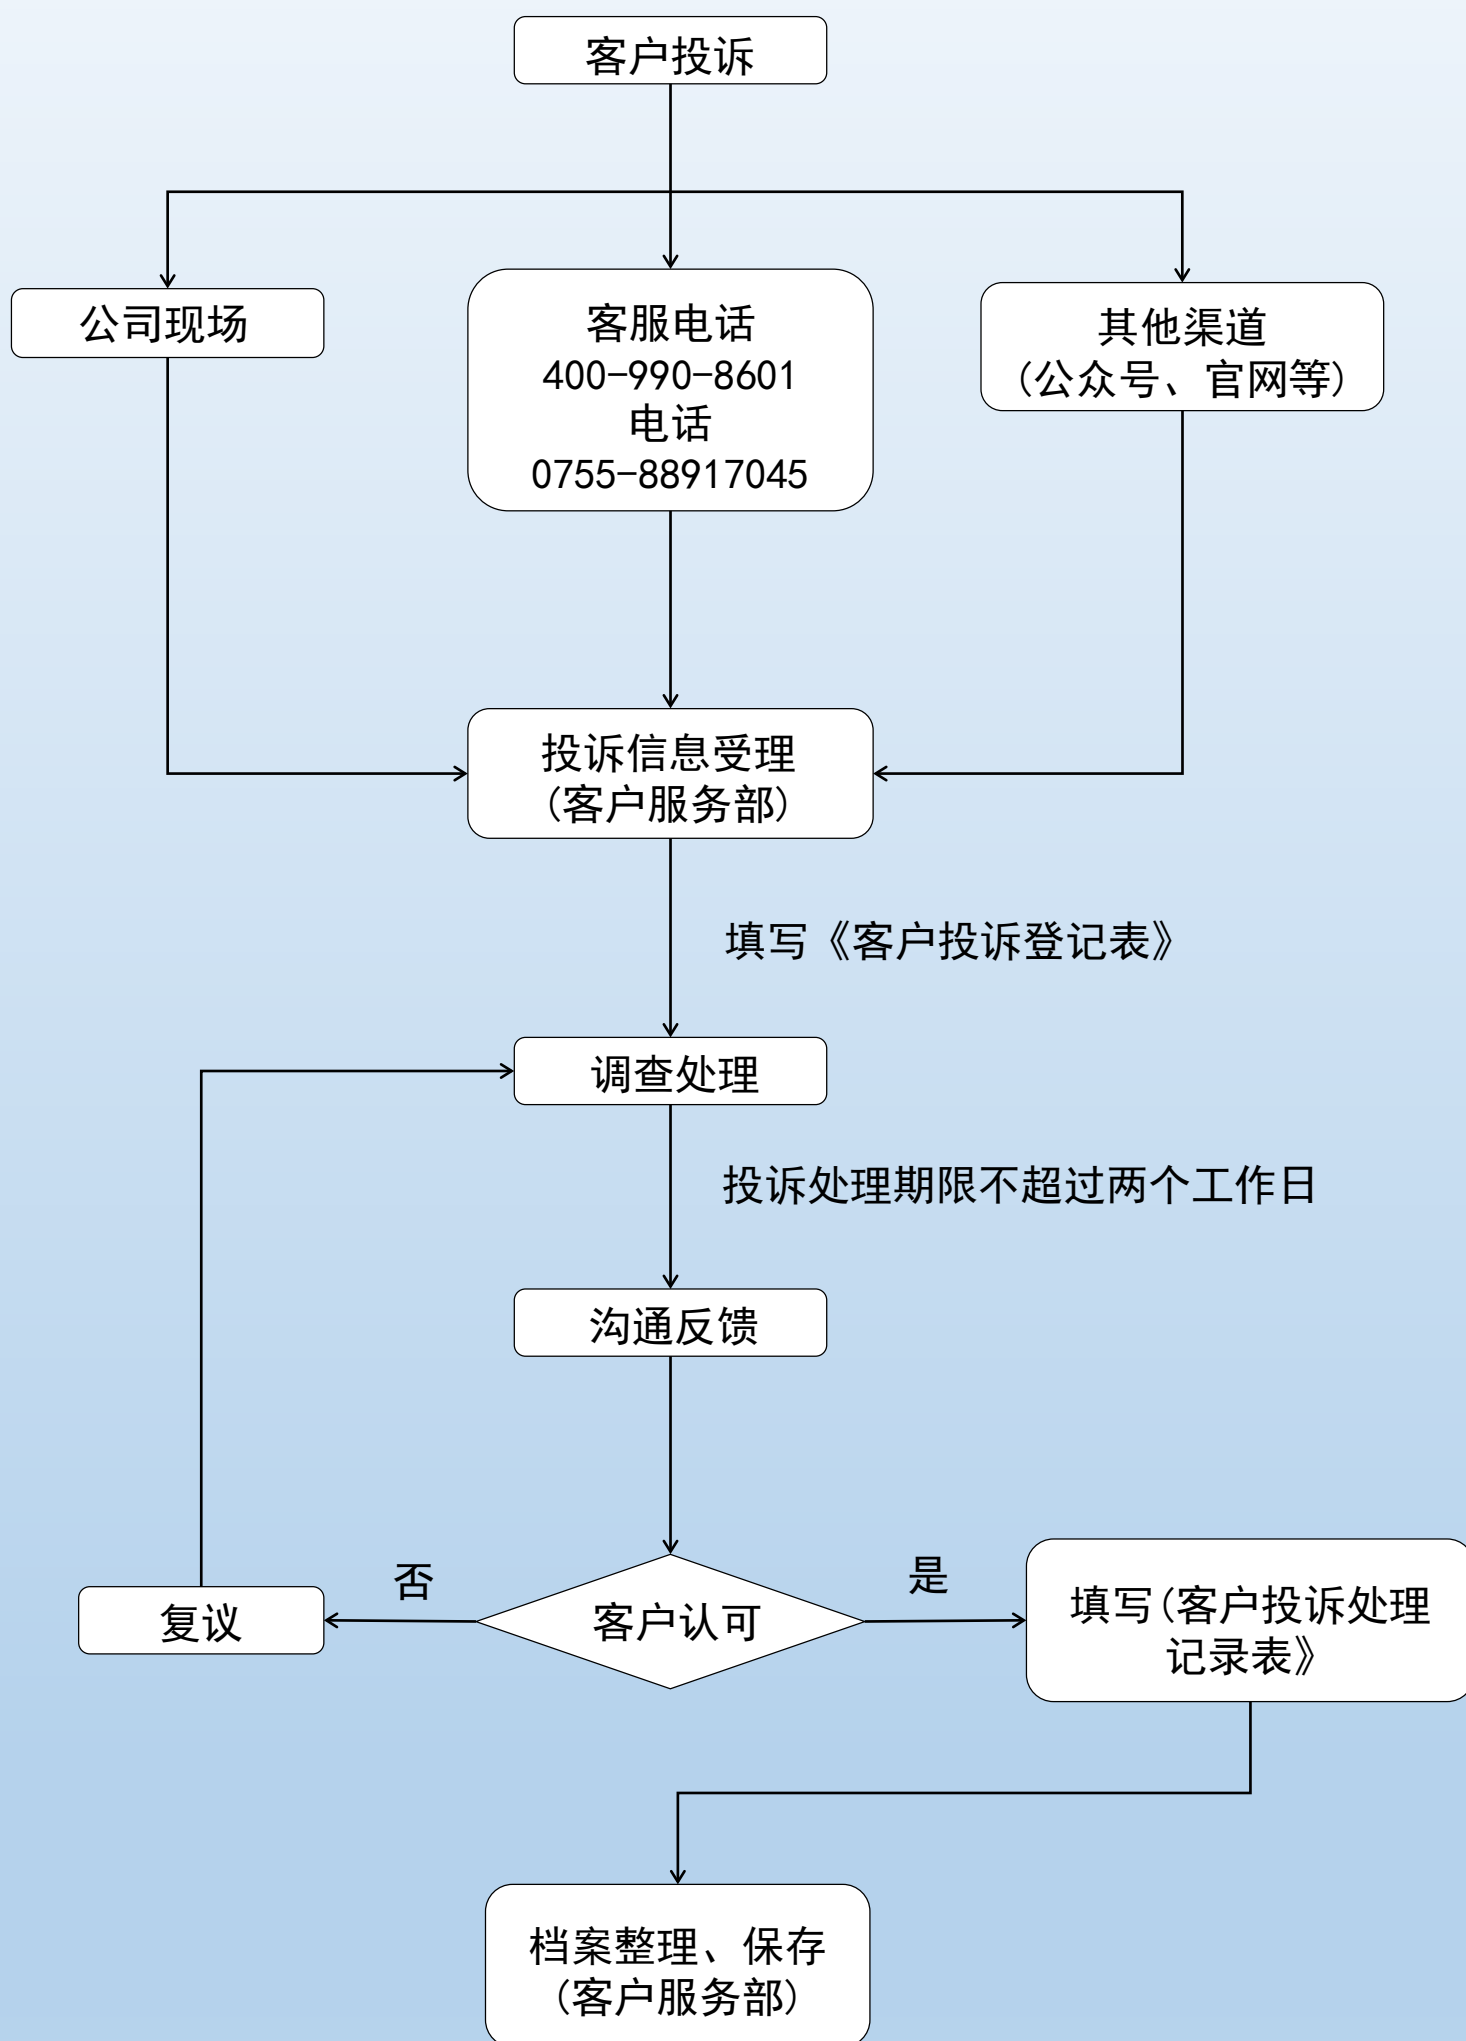 客户投诉
公司现场
客服电话
400-990-8601
电话
0755-88917045
其他渠道
(公众号、官网等)
投诉信息受理
(客户服务部)
填写《客户投诉登记表》
调查处理
投诉处理期限不超过两个工作日
沟通反馈
否
是
复议
客户认可
填写(客户投诉处理
记录表》
档案整理、保存
(客户服务部)